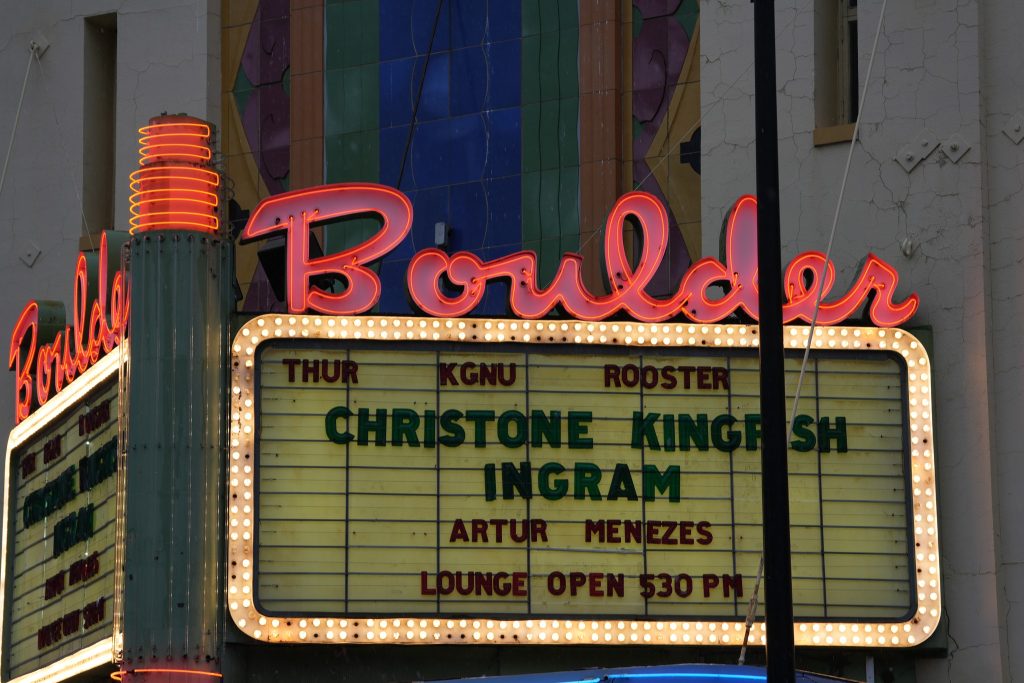 Boulder
THUR KGNU ROOSTER
CHRISTONE KINGFISH
INGRAM
ARTUR MENEZES
LOUNGE OPEN 530 PM
Boulder